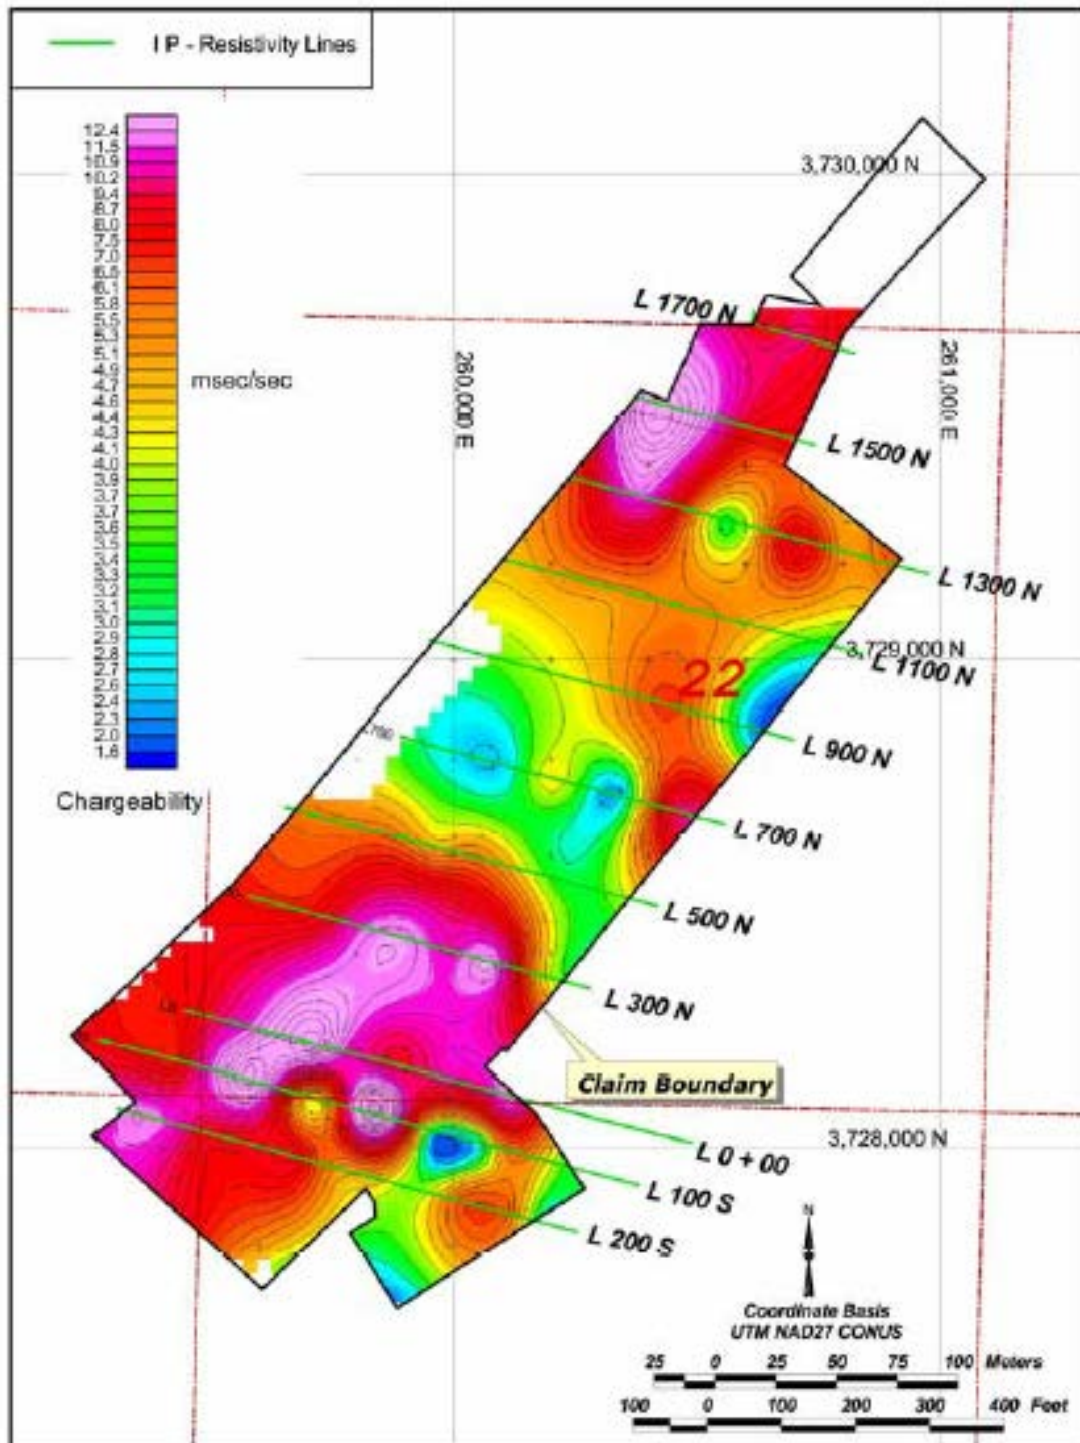 I P - Resistivity Lines
12.4
11.5
10.9
10.2
9.4
8.7
8.0
7.5
7.0
6.5
6.1
5.8
5.5
5.3
5.1
4.9
4.7
4.6
4.4
4.3
4.1
4.0
3.9
3.7
3.6
3.5
3.4
3.3
3.2
3.1
3.0
2.9
2.8
2.7
2.6
2.4
2.3
2.0
1.6
msec/sec
Chargeability
3,730,000 N
L 1700 N
260,000 E
261,000 E
L 1500 N
L 1300 N
3,729,000 N
L 1100 N
22
L 900 N
L 700 N
L 500 N
L 300 N
Claim Boundary
3,728,000 N
L 0 + 00
L 100 S
L 200 S
N
Coordinate Basis
UTM NAD27 CONUS
25 0 25 50 75 100 Meters
100 0 100 200 300 400 Feet